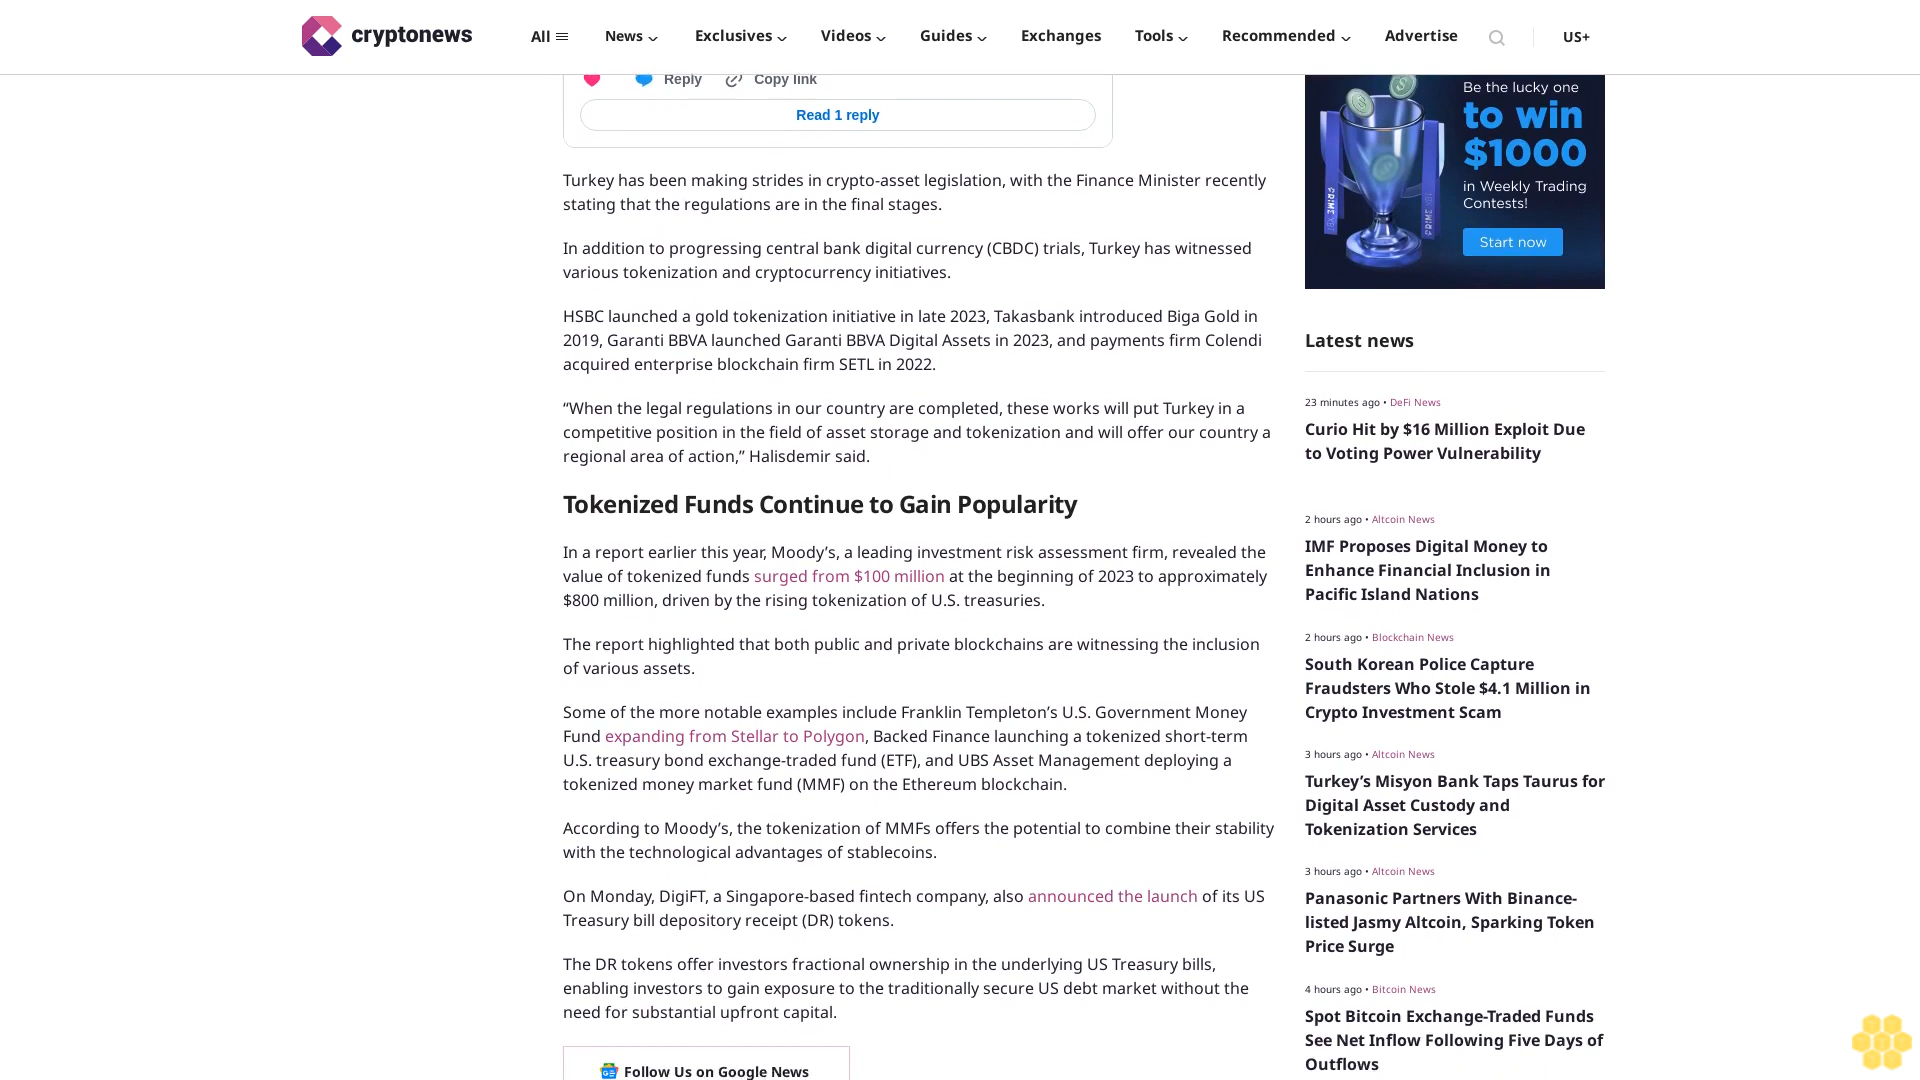 cryptonews
All
News
Exclusives
Videos
Guides
Exchanges
Tools
Recommended
Advertise
US+
Reply
Copy link
Read 1 reply
Turkey has been making strides in crypto-asset legislation, with the Finance Minister recently
stating that the regulations are in the final stages.
In addition to progressing central bank digital currency (CBDC) trials, Turkey has witnessed
various tokenization and cryptocurrency initiatives.
HSBC launched a gold tokenization initiative in late 2023, Takasbank introduced Biga Gold in
2019, Garanti BBVA launched Garanti BBVA Digital Assets in 2023, and payments firm Colendi
acquired enterprise blockchain firm SETL in 2022.
“When the legal regulations in our country are completed, these works will put Turkey in a
competitive position in the field of asset storage and tokenization and will offer our country a
regional area of action,” Halisdemir said.
Tokenized Funds Continue to Gain Popularity
In a report earlier this year, Moody’s, a leading investment risk assessment firm, revealed the
value of tokenized funds surged from $100 million at the beginning of 2023 to approximately
$800 million, driven by the rising tokenization of U.S. treasuries.
The report highlighted that both public and private blockchains are witnessing the inclusion
of various assets.
Some of the more notable examples include Franklin Templeton’s U.S. Government Money
Fund expanding from Stellar to Polygon, Backed Finance launching a tokenized short-term
U.S. treasury bond exchange-traded fund (ETF), and UBS Asset Management deploying a
tokenized money market fund (MMF) on the Ethereum blockchain.
According to Moody’s, the tokenization of MMFs offers the potential to combine their stability
with the technological advantages of stablecoins.
On Monday, DigiFT, a Singapore-based fintech company, also announced the launch of its US
Treasury bill depository receipt (DR) tokens.
The DR tokens offer investors fractional ownership in the underlying US Treasury bills,
enabling investors to gain exposure to the traditionally secure US debt market without the
need for substantial upfront capital.
Follow Us on Google News
Be the lucky one
to win
$1000
in Weekly Trading
Contests!
Start now
PRIME XBT
PRIME XBT
Latest news
23 minutes ago • DeFi News
Curio Hit by $16 Million Exploit Due
to Voting Power Vulnerability
2 hours ago • Altcoin News
IMF Proposes Digital Money to
Enhance Financial Inclusion in
Pacific Island Nations
2 hours ago • Blockchain News
South Korean Police Capture
Fraudsters Who Stole $4.1 Million in
Crypto Investment Scam
3 hours ago • Altcoin News
Turkey’s Misyon Bank Taps Taurus for
Digital Asset Custody and
Tokenization Services
3 hours ago • Altcoin News
Panasonic Partners With Binance-
listed Jasmy Altcoin, Sparking Token
Price Surge
4 hours ago • Bitcoin News
Spot Bitcoin Exchange-Traded Funds
See Net Inflow Following Five Days of
Outflows